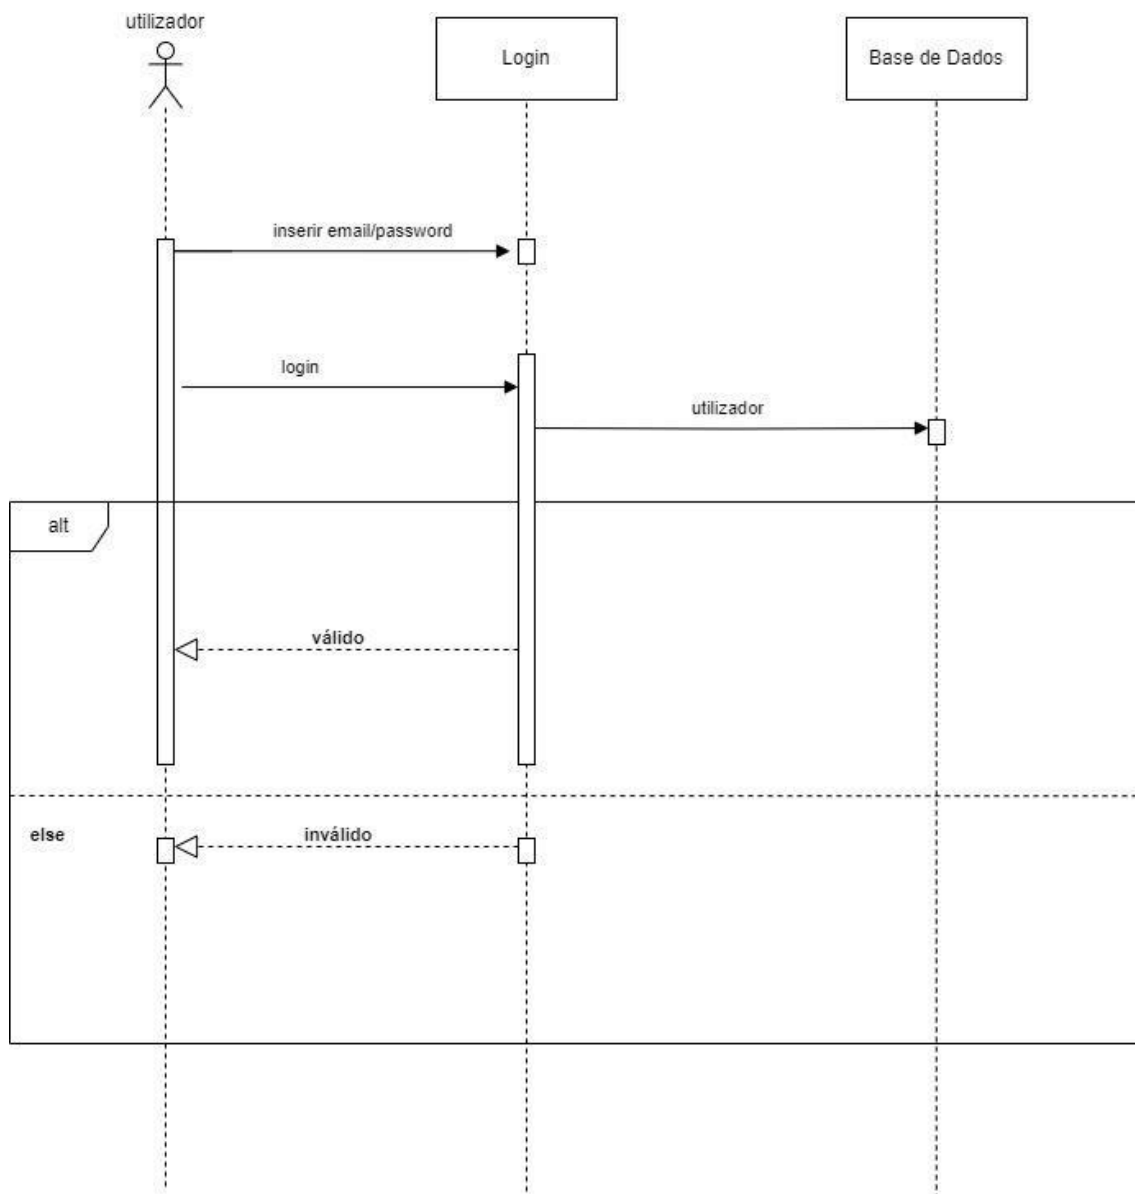 utilizador
Login
Base de Dados
inserir email/password
login
utilizador
alt
válido
else
inválido